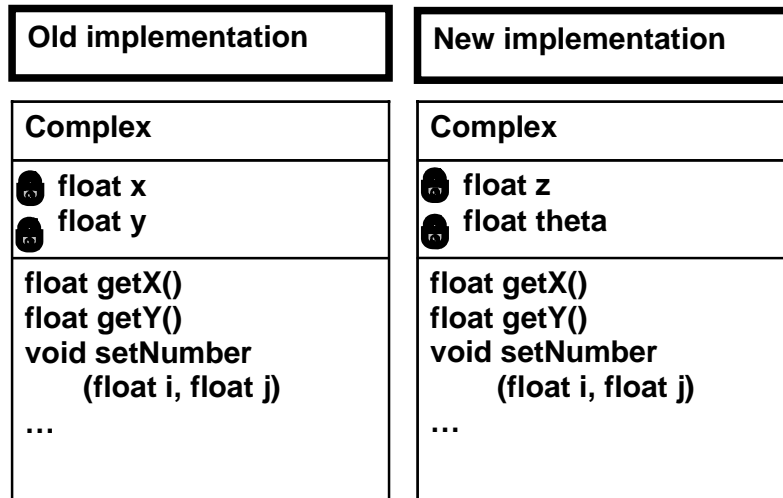 Old implementation
New implementation
Complex
float x
float y
float getX()
float getY()
void setNumber
(float i, float j)
…
Complex
float z
float theta
float getX()
float getY()
void setNumber
(float i, float j)
…